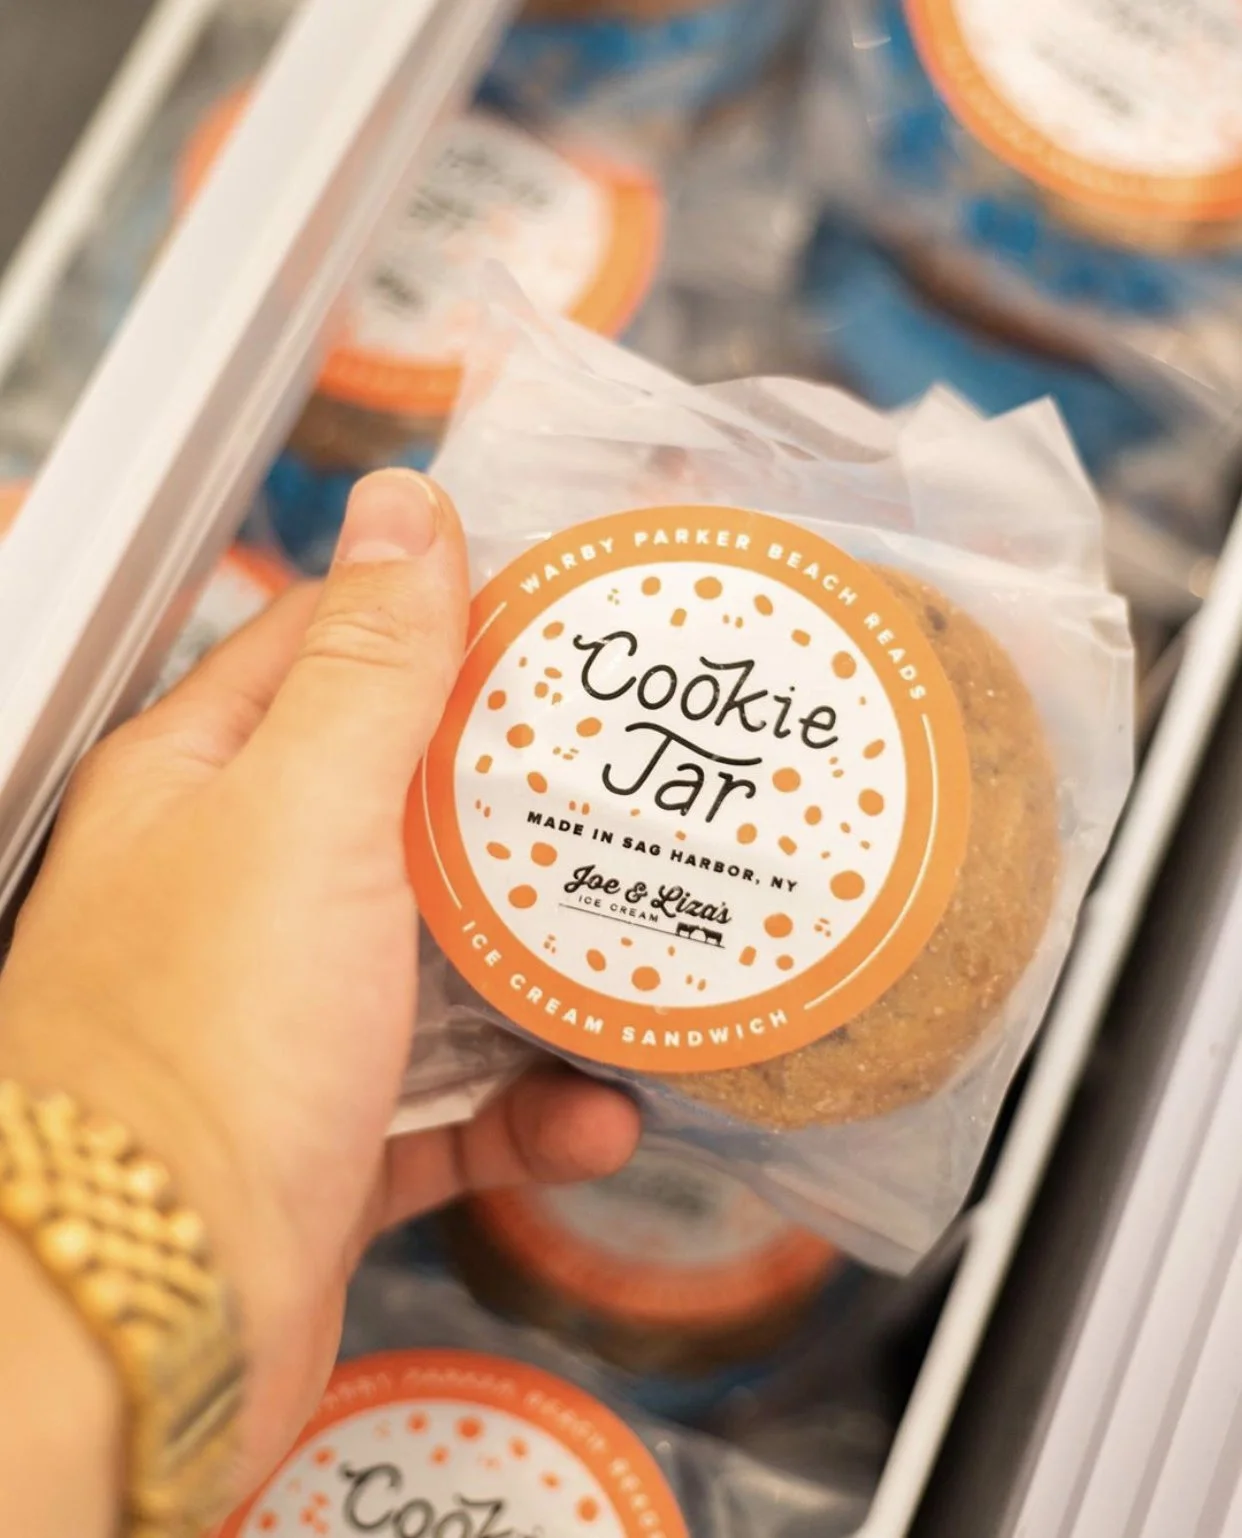 WARBY PARKER BEACH READS
Cookie
Jar
MADE IN SAG HARBOR, NY
Joe & Liza's
ICE CREAM
ICE CREAM SANDWICH